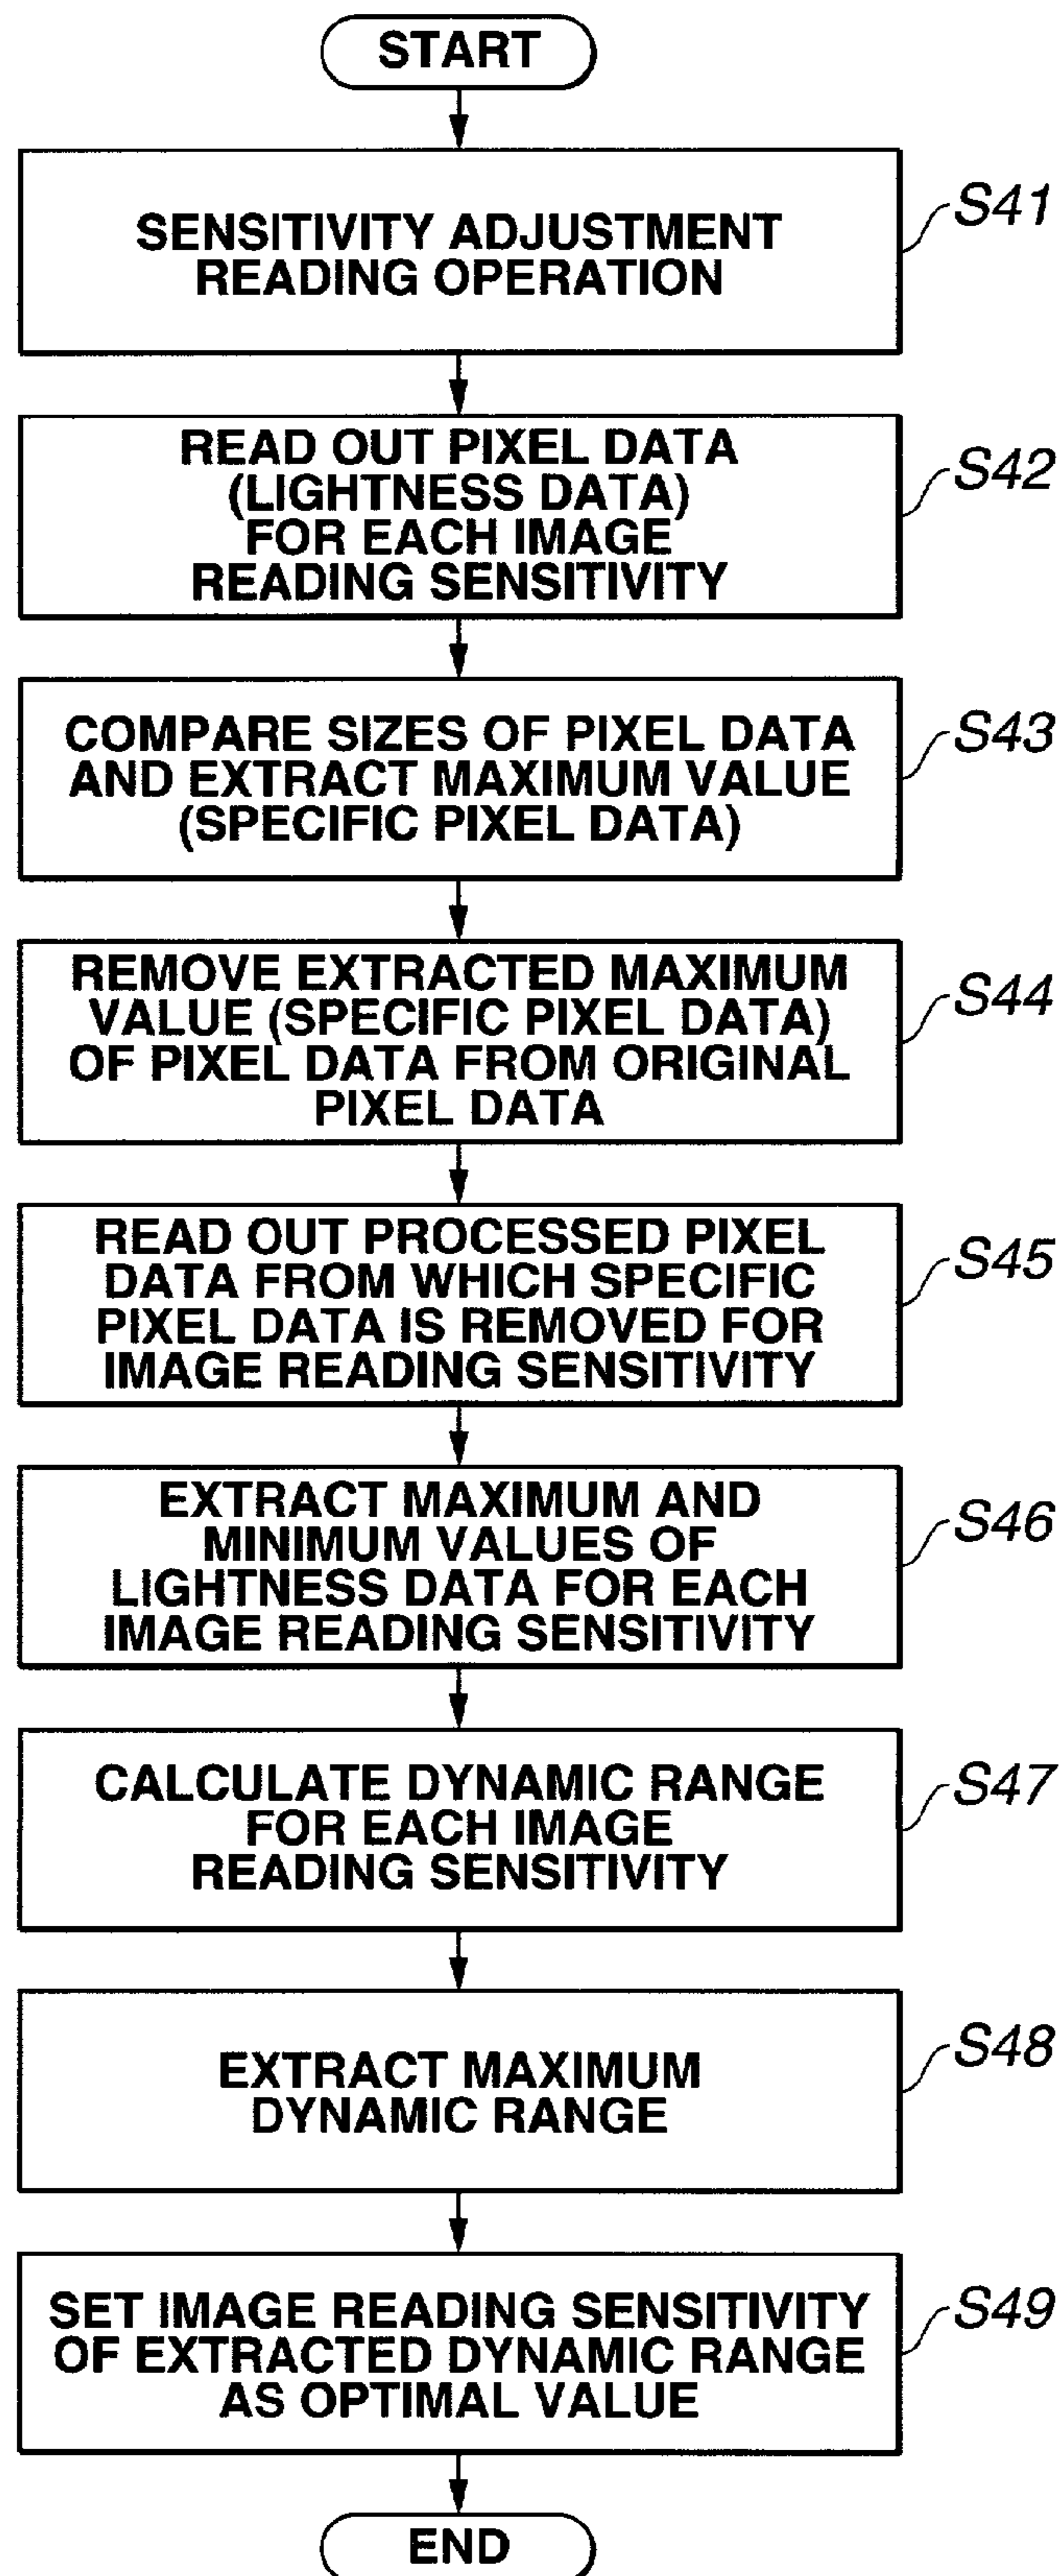 START
SENSITIVITY ADJUSTMENT
READING OPERATION
S41
READ OUT PIXEL DATA
(LIGHTNESS DATA)
FOR EACH IMAGE
READING SENSITIVITY
S42
COMPARE SIZES OF PIXEL DATA
AND EXTRACT MAXIMUM VALUE
(SPECIFIC PIXEL DATA)
S43
REMOVE EXTRACTED MAXIMUM
VALUE (SPECIFIC PIXEL DATA)
OF PIXEL DATA FROM ORIGINAL
PIXEL DATA
S44
READ OUT PROCESSED PIXEL
DATA FROM WHICH SPECIFIC
PIXEL DATA IS REMOVED FOR
IMAGE READING SENSITIVITY
S45
EXTRACT MAXIMUM AND
MINIMUM VALUES OF
LIGHTNESS DATA FOR EACH
IMAGE READING SENSITIVITY
S46
CALCULATE DYNAMIC RANGE
FOR EACH IMAGE
READING SENSITIVITY
S47
EXTRACT MAXIMUM
DYNAMIC RANGE
S48
SET IMAGE READING SENSITIVITY
OF EXTRACTED DYNAMIC RANGE
AS OPTIMAL VALUE
S49
END